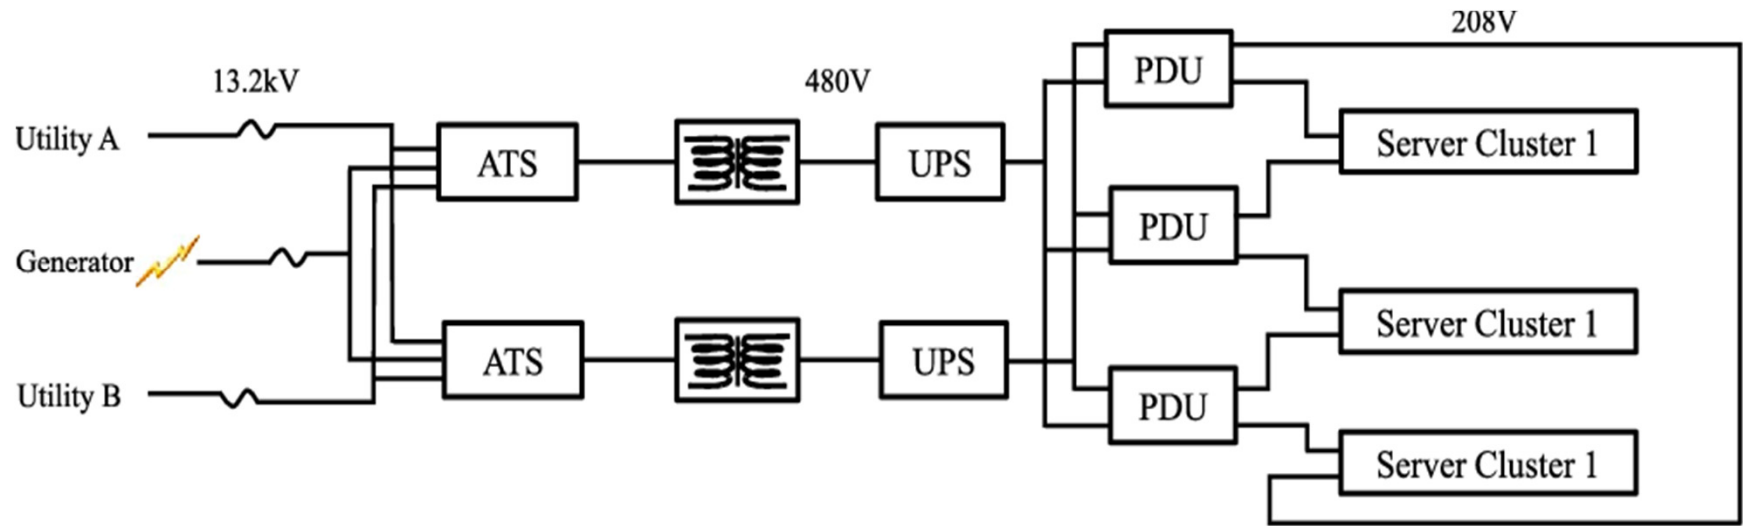 208V
13.2kV
480V
PDU
Utility A
ATS
UPS
Server Cluster 1
PDU
Generator
Server Cluster 1
ATS
UPS
Utility B
PDU
Server Cluster 1